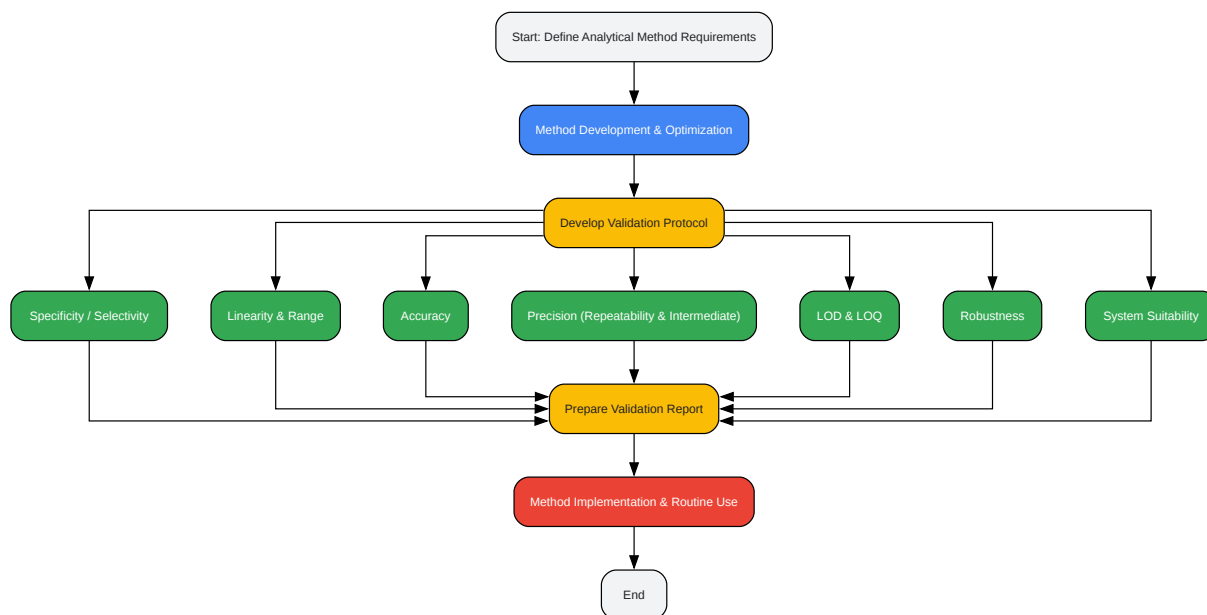 Start: Define Analytical Method Requirements
Method Development & Optimization
Develop Validation Protocol
Specificity / Selectivity
Linearity & Range
Accuracy
Precision (Repeatability & Intermediate)
LOD & LOQ
Robustness
System Suitability
Prepare Validation Report
Method Implementation & Routine Use
End